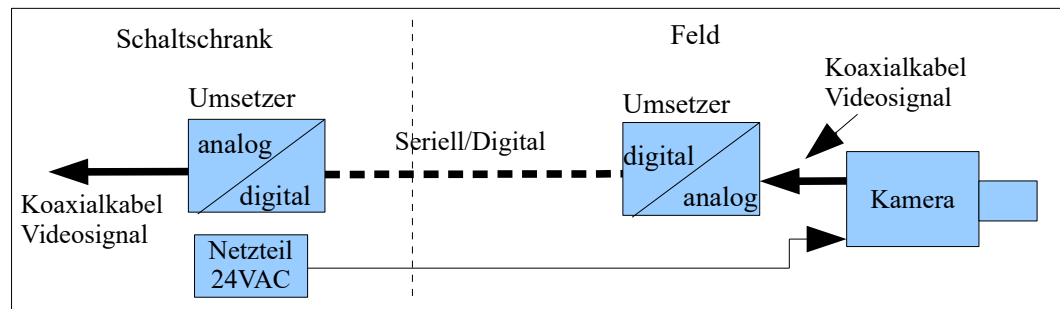 Schaltschrank
Feld
Koaxialkabel
Videosignal
Umsetzer
analog
digital
Seriell/Digital
Umsetzer
digital
analog
Kamera
Koaxialkabel
Videosignal
Netzteil
24VAC